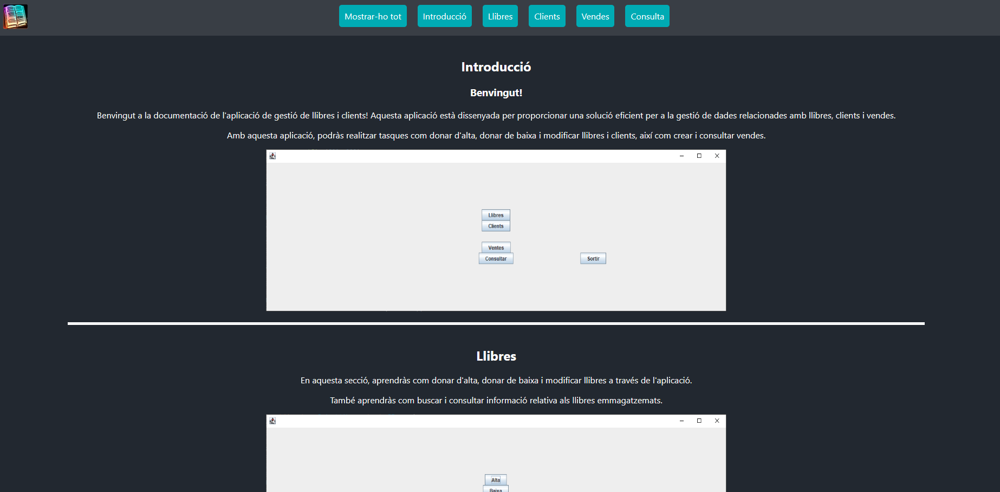 Mostrar-ho tot Introducció Llibres Clients Vendes Consulta
Introducció
Benvingut!
Benvingut a la documentació de l'aplicació de gestió de llibres i clients! Aquesta aplicació està dissenyada per proporcionar una solució eficient per a la gestió de dades relacionades amb llibres, clients i vendes.
Amb aquesta aplicació, podràs realitzar tasques com donar d'alta, donar de baixa i modificar llibres i clients, així com crear i consultar vendes.
Llibres
Clients
Ventes
Consultar Sortir
Llibres
En aquesta secció, aprendràs com donar d'alta, donar de baixa i modificar llibres a través de l'aplicació.
També aprendràs com buscar i consultar informació relativa als llibres emmagatzemats.
Alta
Baixa